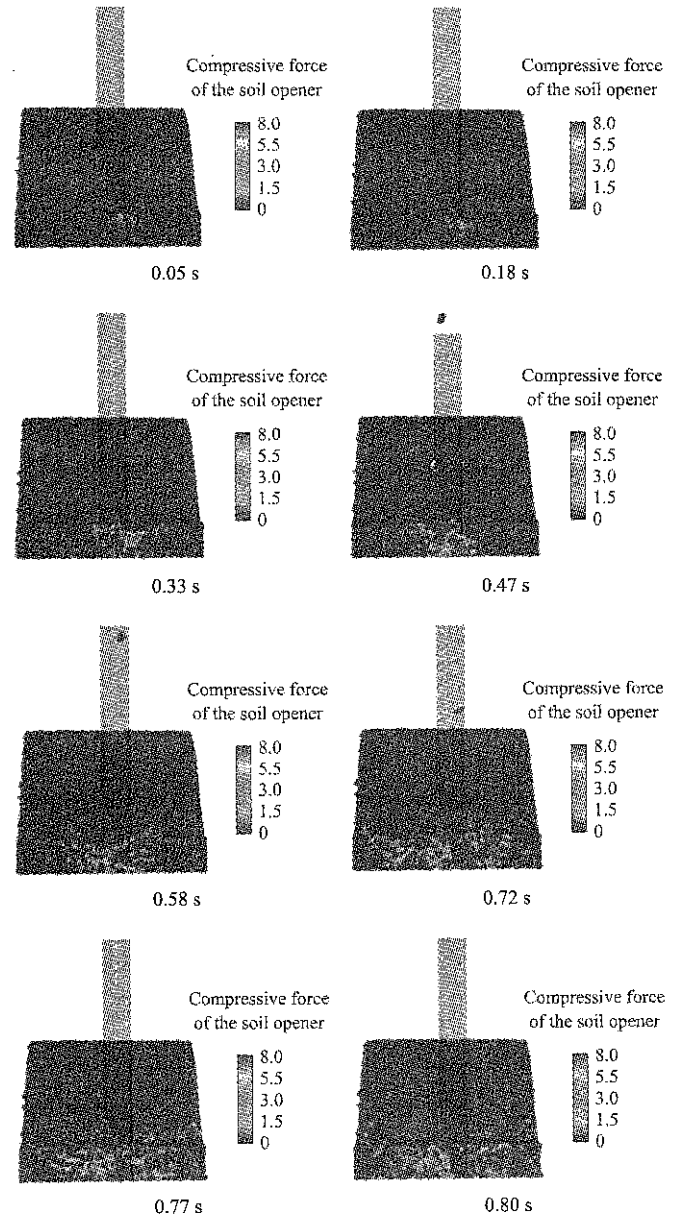 Compressive force
of the soil opener
8.0
5.5
3.0
1.5
0
0.05 s
Compressive force
of the soil opener
8.0
5.5
3.0
1.5
0
0.18 s
Compressive force
of the soil opener
8.0
5.5
3.0
1.5
0
0.33 s
Compressive force
of the soil opener
8.0
5.5
3.0
1.5
0
0.47 s
Compressive force
of the soil opener
8.0
5.5
3.0
1.5
0
0.58 s
Compressive force
of the soil opener
8.0
5.5
3.0
1.5
0
0.72 s
Compressive force
of the soil opener
8.0
5.5
3.0
1.5
0
0.77 s
Compressive force
of the soil opener
8.0
5.5
3.0
1.5
0
0.80 s